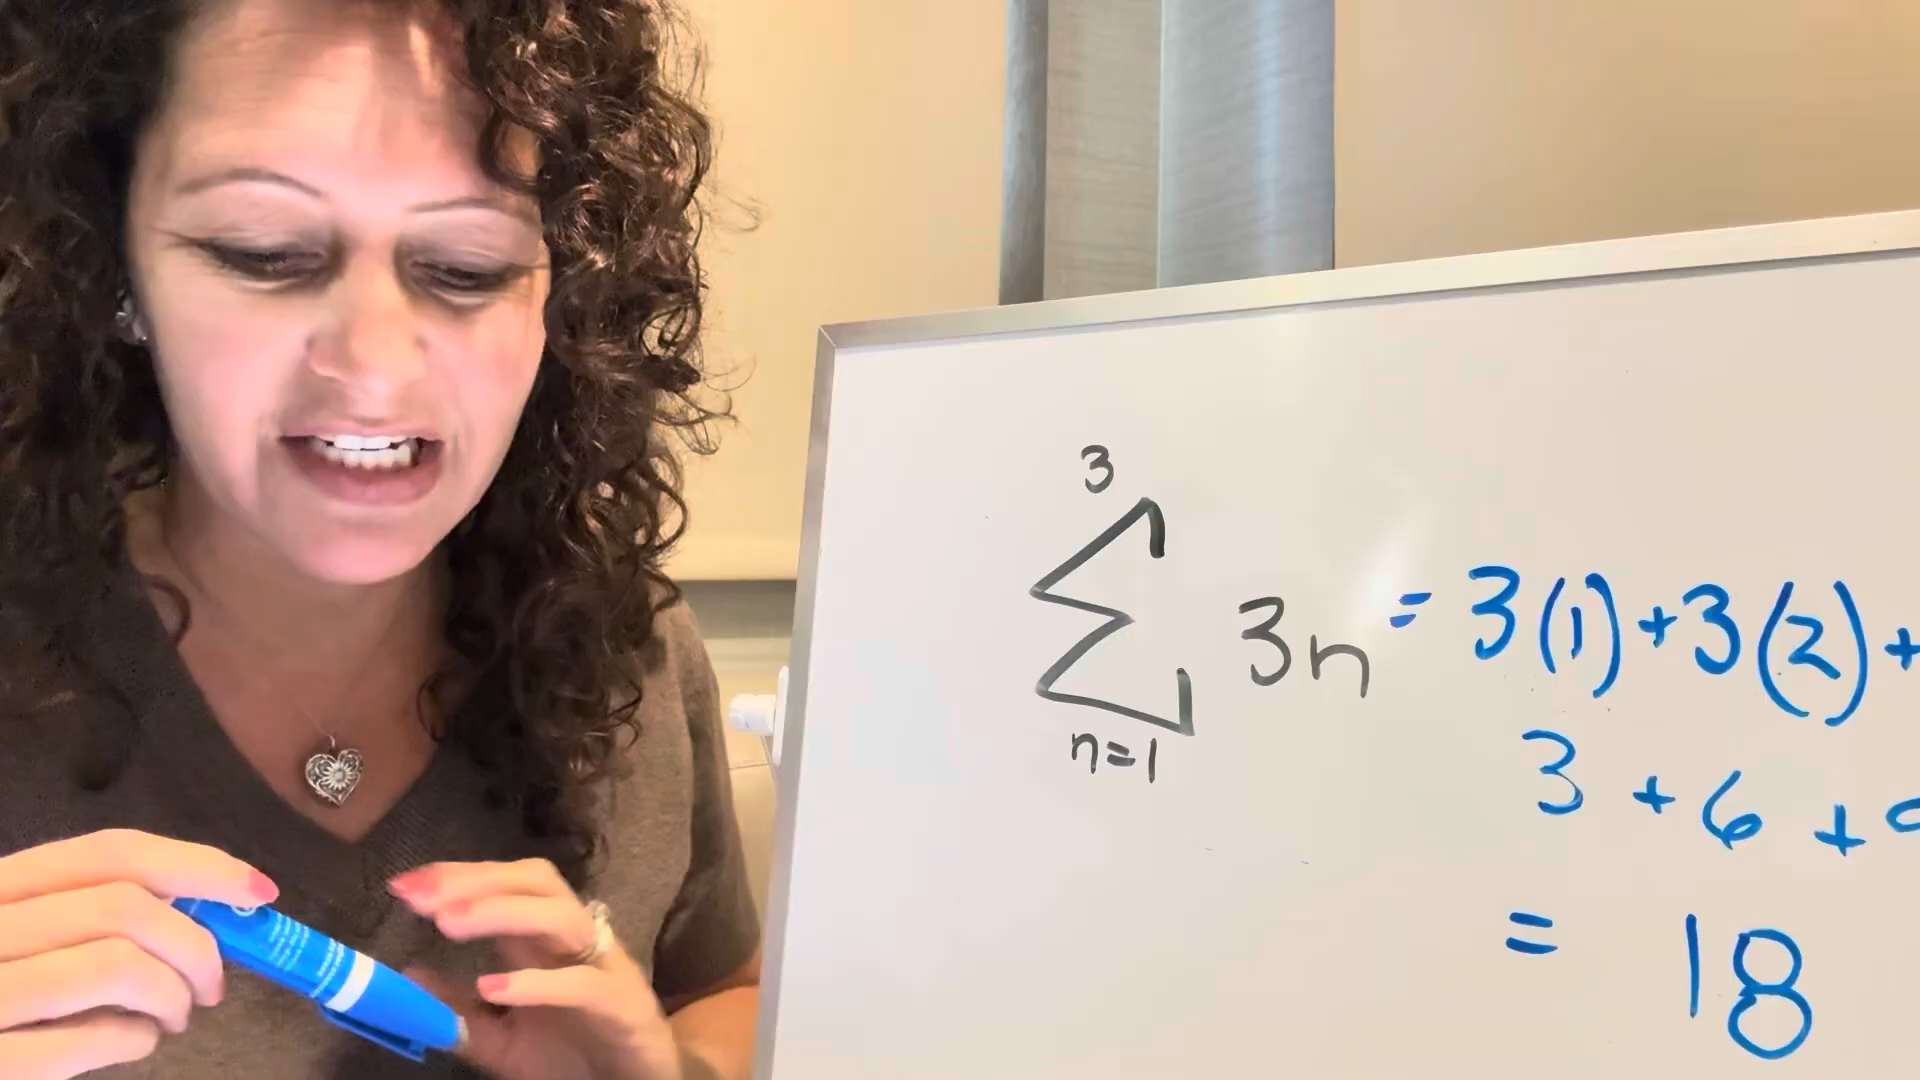 3
∑ 3n = 3(1)+3(2)+
n=1
3 + 6 +
= 18